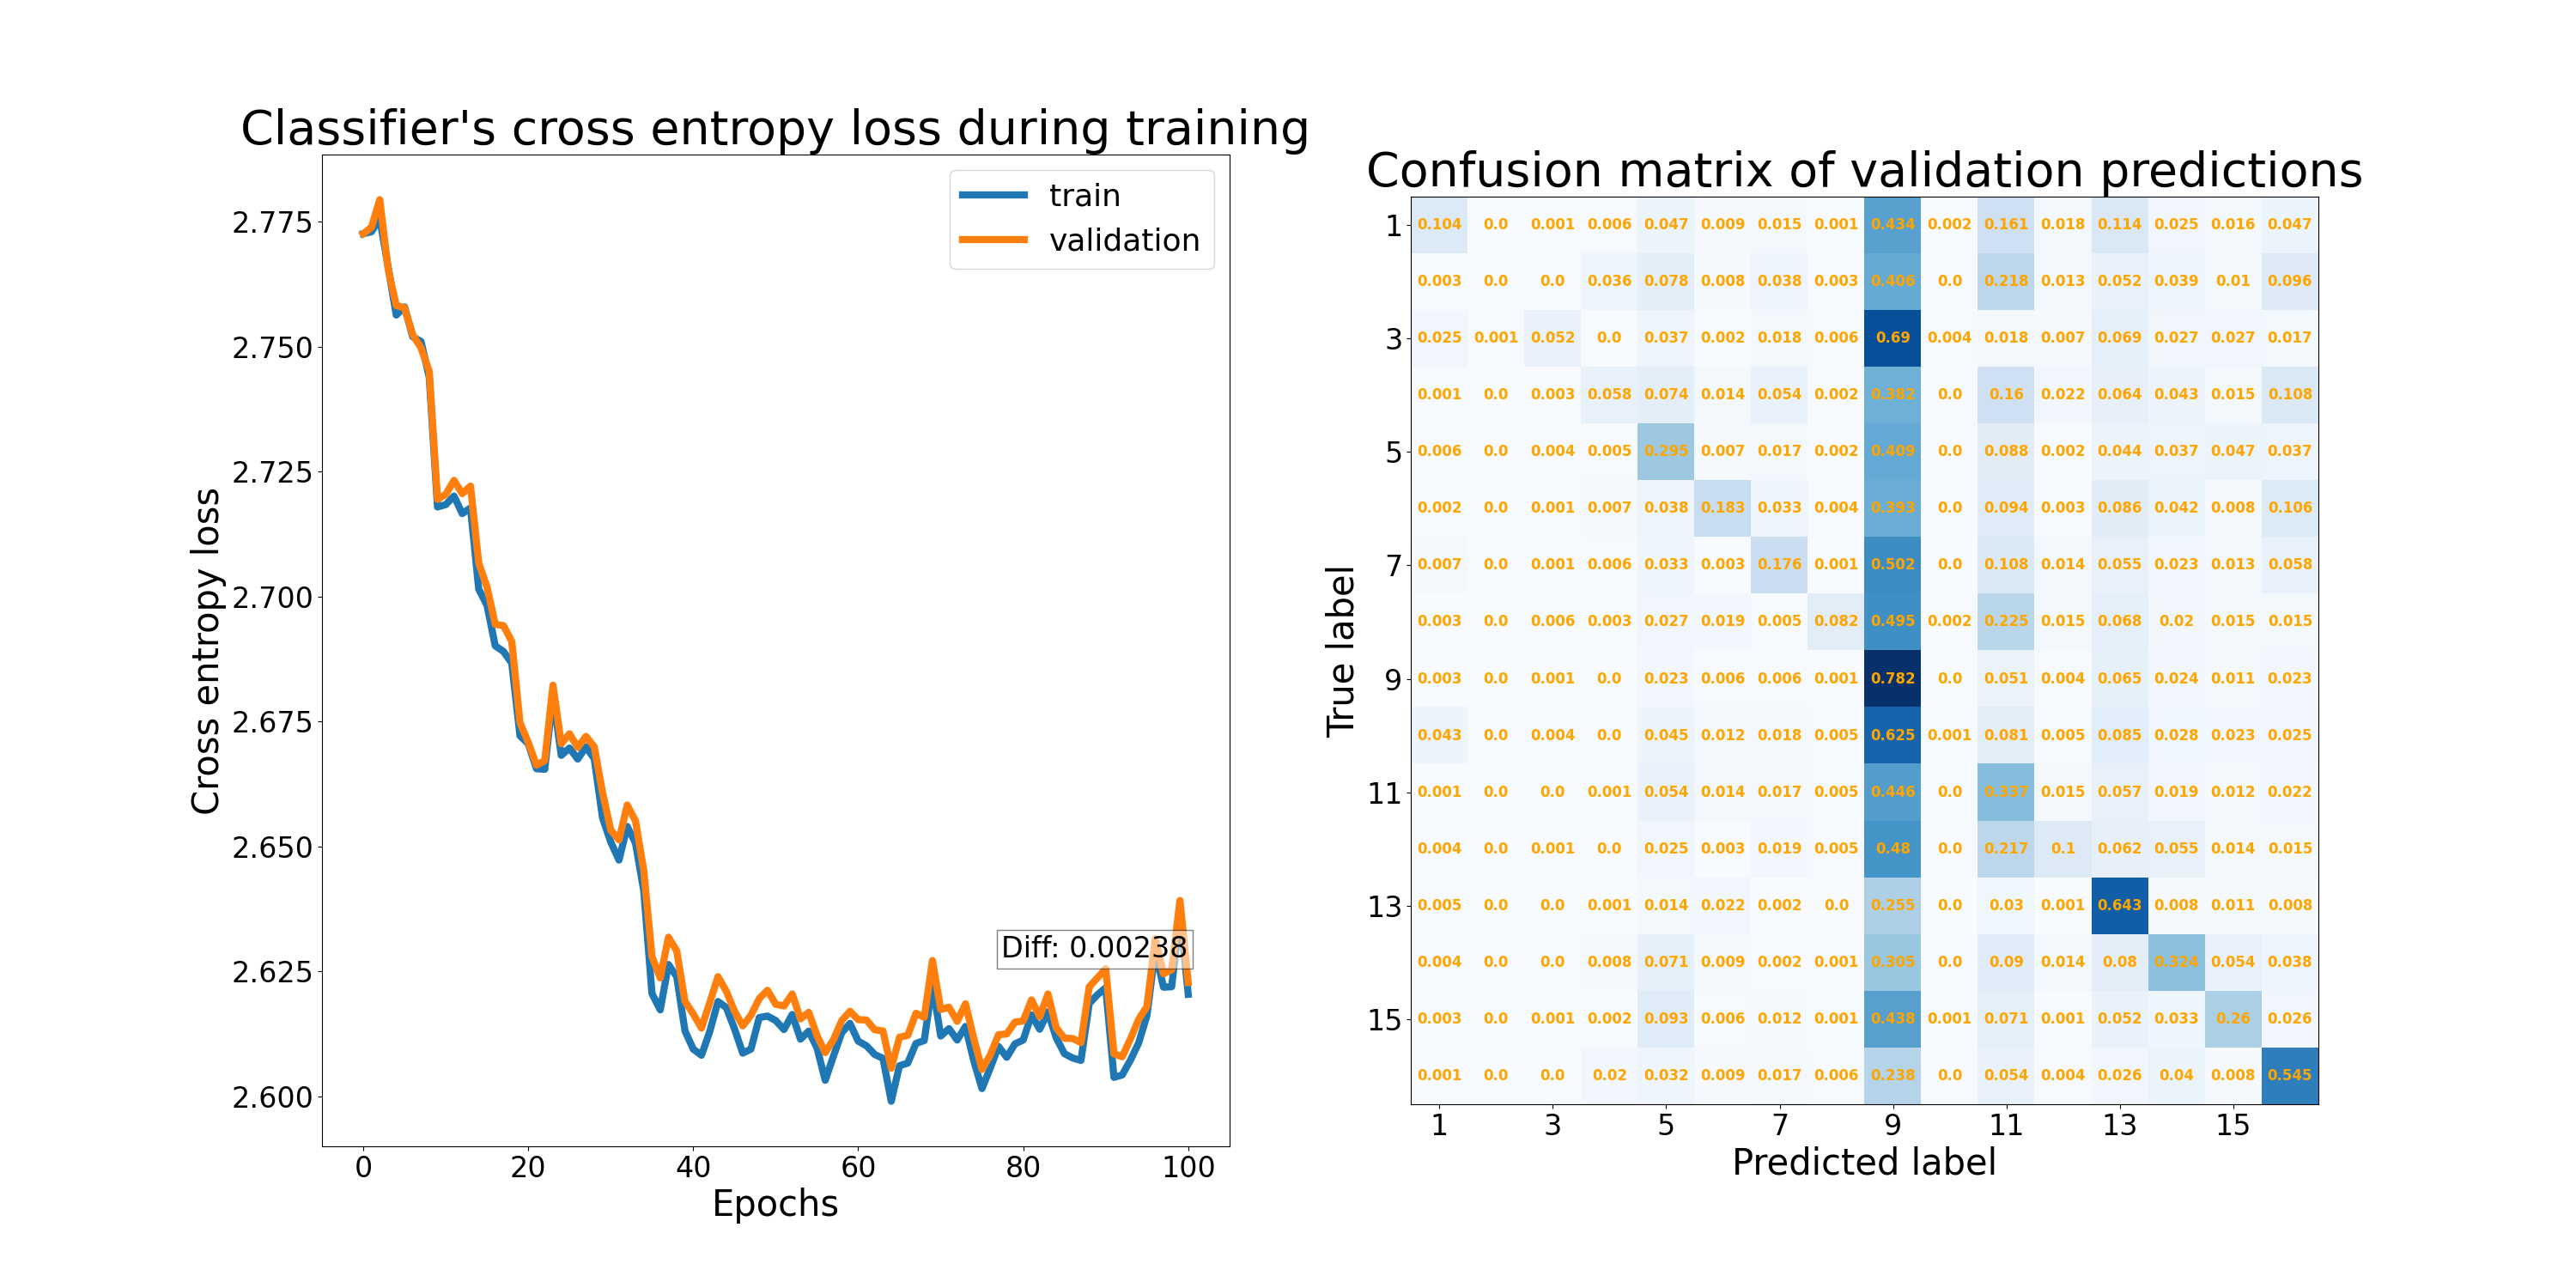 Classifier's cross entropy loss during training
train
validation
2.775
2.750
2.725
2.700
2.675
2.650
2.625
2.600
Cross entropy loss
Diff: 0.00238
0 20 40 60 80 100
Epochs
Confusion matrix of validation predictions
1 0.104 0.0 0.001 0.006 0.047 0.009 0.015 0.001 0.434 0.002 0.161 0.018 0.114 0.025 0.016 0.047
0.003 0.0 0.0 0.036 0.078 0.008 0.038 0.003 0.406 0.0 0.218 0.013 0.052 0.039 0.01 0.096
3 0.025 0.001 0.052 0.0 0.037 0.002 0.018 0.006 0.69 0.004 0.018 0.007 0.069 0.027 0.027 0.017
0.001 0.0 0.003 0.058 0.074 0.014 0.054 0.002 0.382 0.0 0.16 0.022 0.064 0.043 0.015 0.108
5 0.006 0.0 0.004 0.005 0.295 0.007 0.017 0.002 0.409 0.0 0.088 0.002 0.044 0.037 0.047 0.037
0.002 0.0 0.001 0.007 0.038 0.183 0.033 0.004 0.393 0.0 0.094 0.003 0.086 0.042 0.008 0.106
7 0.007 0.0 0.001 0.006 0.033 0.003 0.176 0.001 0.502 0.0 0.108 0.014 0.055 0.023 0.013 0.058
0.003 0.0 0.006 0.003 0.027 0.019 0.005 0.082 0.495 0.002 0.225 0.015 0.068 0.02 0.015 0.015
9 0.003 0.0 0.001 0.0 0.023 0.006 0.006 0.001 0.782 0.0 0.051 0.004 0.065 0.024 0.011 0.023
0.043 0.0 0.004 0.0 0.045 0.012 0.018 0.005 0.625 0.001 0.081 0.005 0.085 0.028 0.023 0.025
11 0.001 0.0 0.0 0.001 0.054 0.014 0.017 0.005 0.446 0.0 0.337 0.015 0.057 0.019 0.012 0.022
0.004 0.0 0.001 0.0 0.025 0.003 0.019 0.005 0.48 0.0 0.217 0.1 0.062 0.055 0.014 0.015
13 0.005 0.0 0.0 0.001 0.014 0.022 0.002 0.0 0.255 0.0 0.03 0.001 0.643 0.008 0.011 0.008
0.004 0.0 0.0 0.008 0.071 0.009 0.002 0.001 0.305 0.0 0.09 0.014 0.08 0.324 0.054 0.038
15 0.003 0.0 0.001 0.002 0.093 0.006 0.012 0.001 0.438 0.001 0.071 0.001 0.052 0.033 0.26 0.026
0.001 0.0 0.0 0.02 0.032 0.009 0.017 0.006 0.238 0.0 0.054 0.004 0.026 0.04 0.008 0.545
True label
1 3 5 7 9 11 13 15
Predicted label